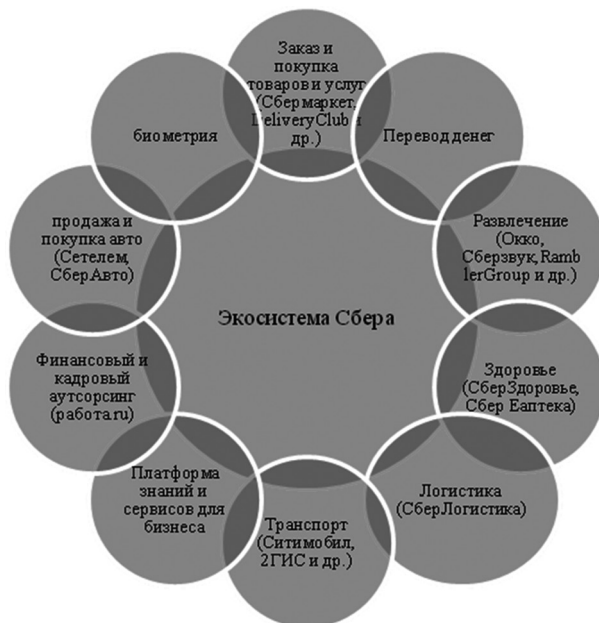 Заказ и
покупка
товаров и услуг
(Сбермаркет,
DeliveryClub и
др.)
Перевод денег
Развлечение
(Окко,
Сберзвук, Ramb
lerGroup и др.)
Здоровье
(СберЗдоровье,
Сбер Еаптека)
Логистика
(СберЛогистика)
Транспорт
(Ситимобил,
2ГИС и др.)
Платформа
знаний и
сервисов для
бизнеса
Финансовый и
кадровый
аутсорсинг
(работа.ru)
продажа и
покупка авто
(Сетелем,
СберАвто)
биометрия
Экосистема Сбера